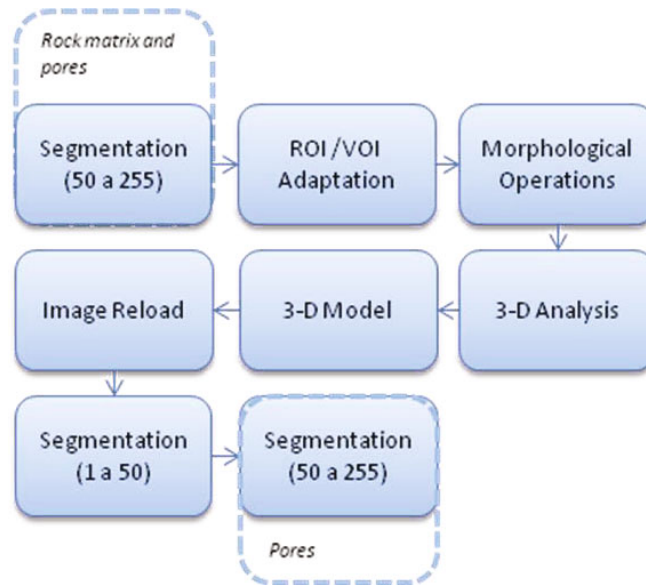 Rock matrix and
pores
Segmentation
(50 a 255)
ROI /VOI
Adaptation
Morphological
Operations
Image Reload
3-D Model
3-D Analysis
Segmentation
(1 a 50)
Segmentation
(50 a 255)
Pores